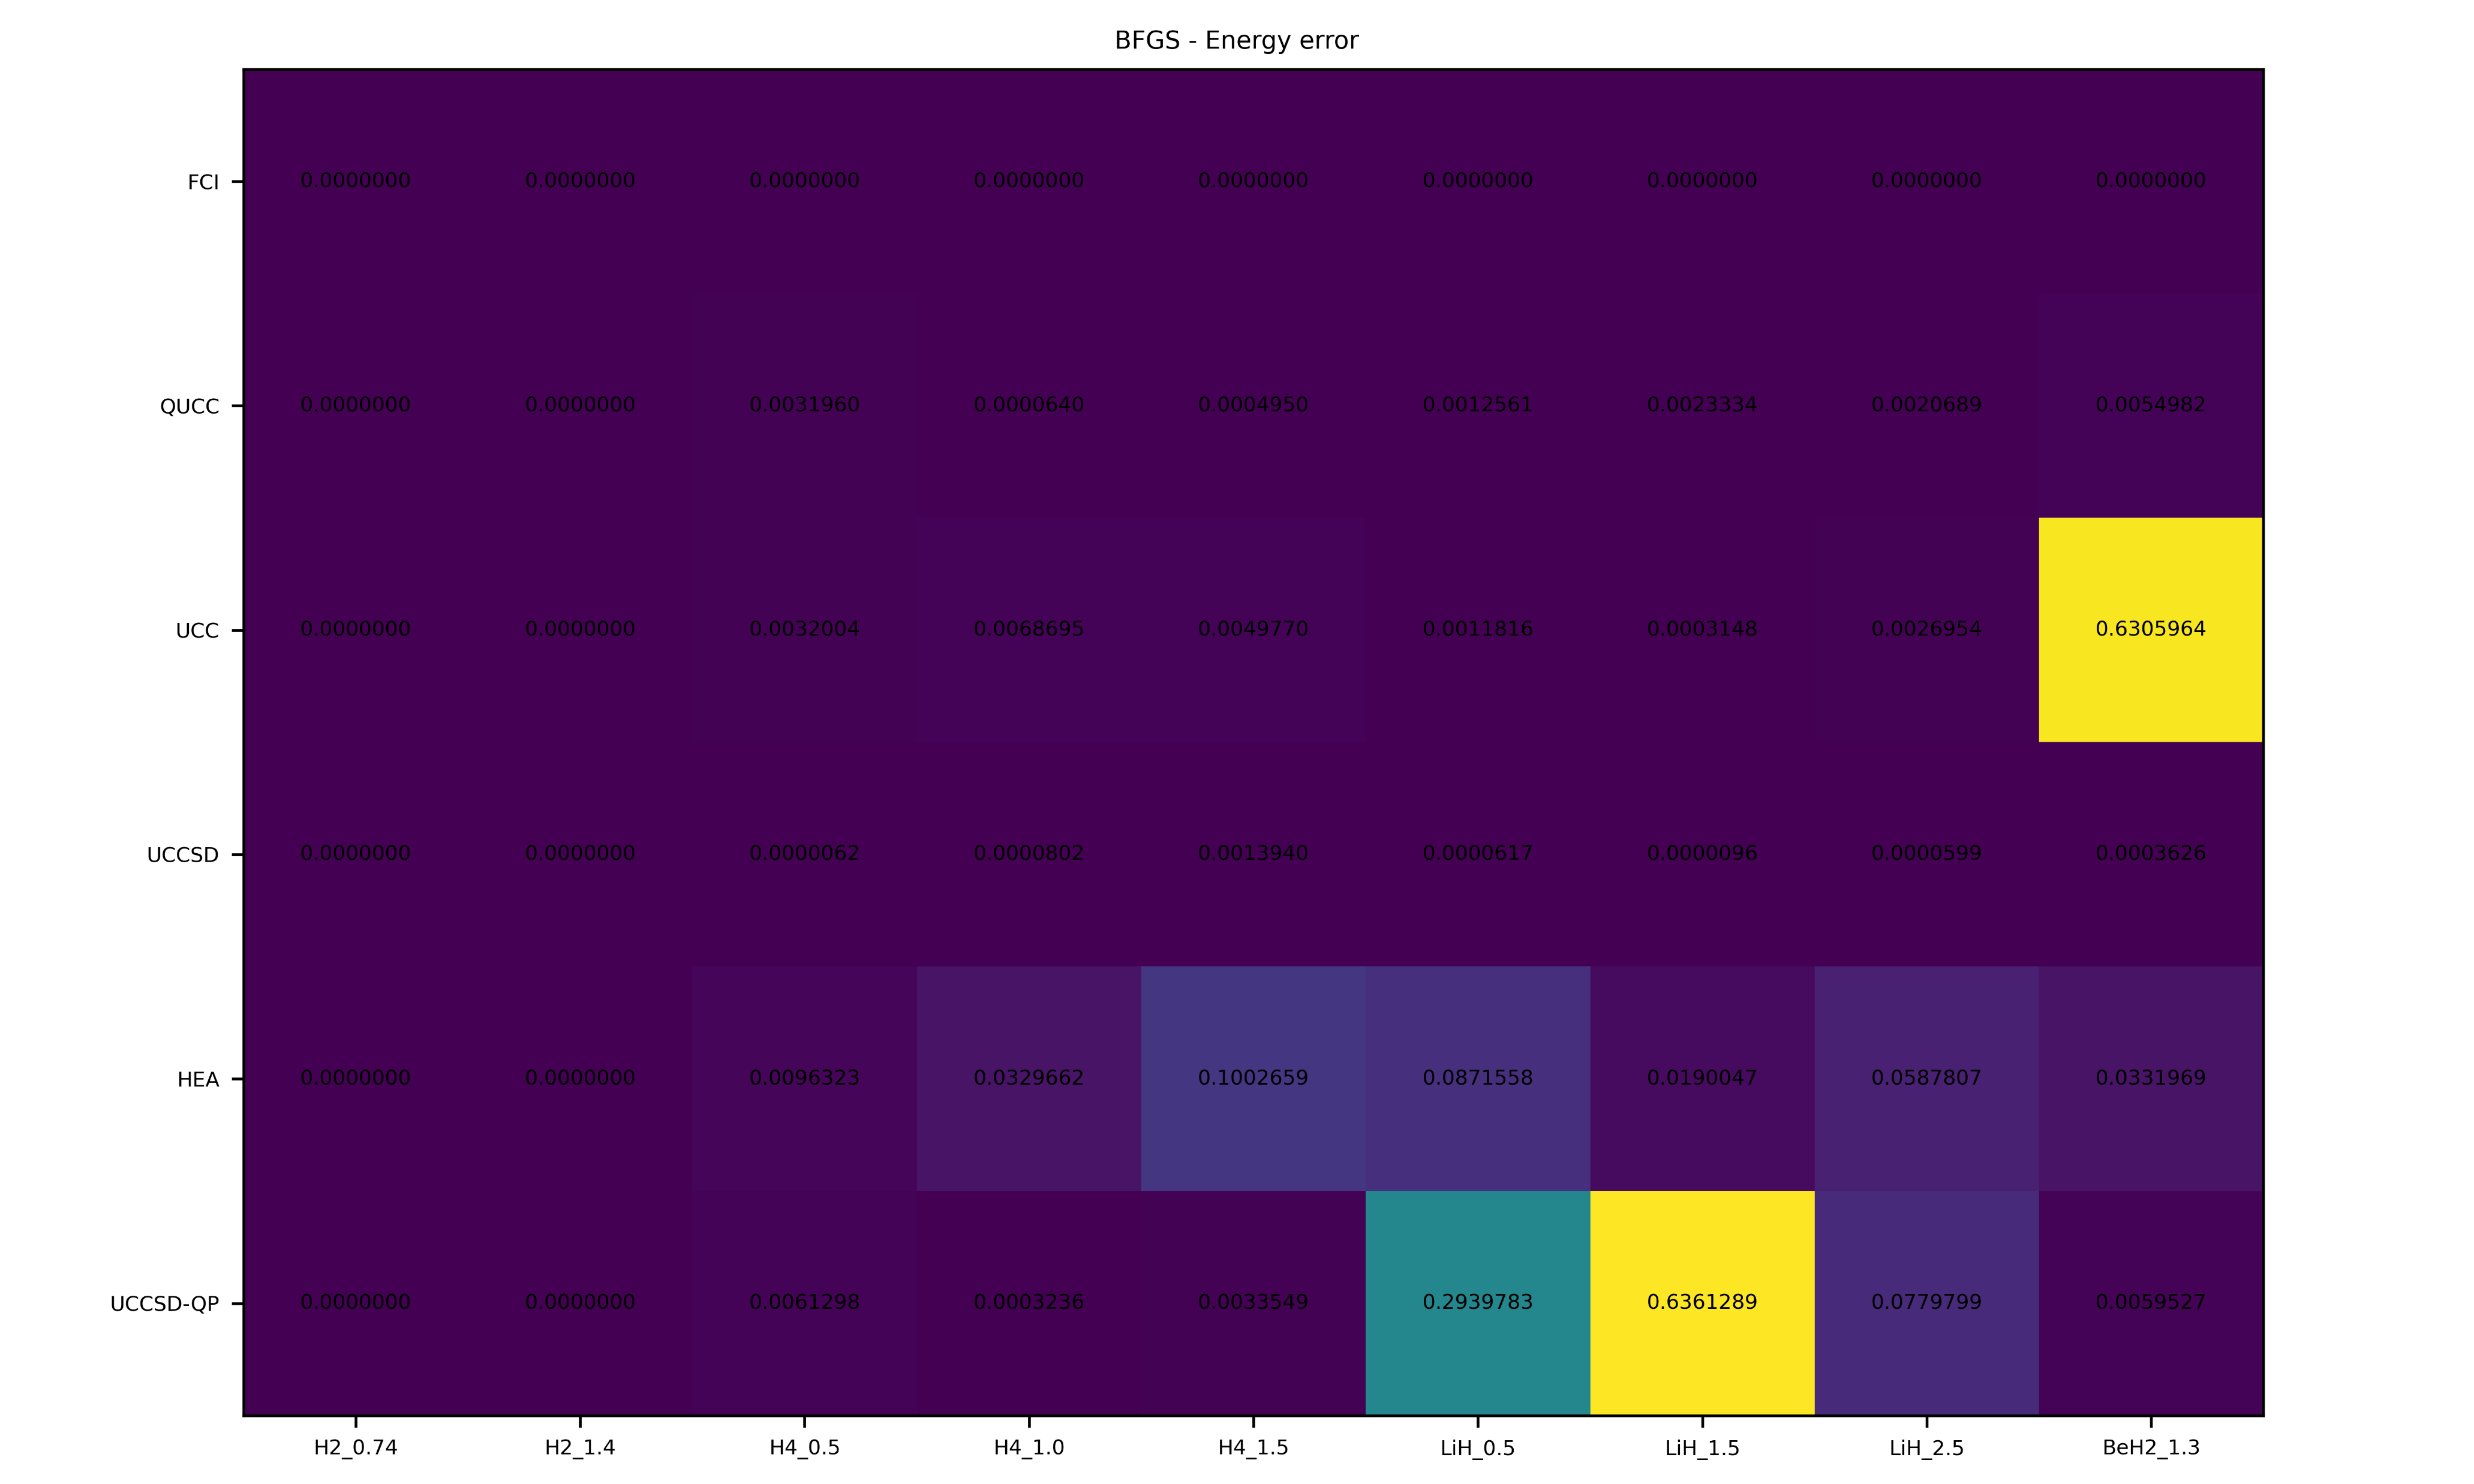 BFGS - Energy error
FCI 0.0000000 0.0000000 0.0000000 0.0000000 0.0000000 0.0000000 0.0000000 0.0000000 0.0000000
QUCC 0.0000000 0.0000000 0.0031960 0.0000640 0.0004950 0.0012561 0.0023334 0.0020689 0.0054982
UCC 0.0000000 0.0000000 0.0032004 0.0068695 0.0049770 0.0011816 0.0003148 0.0026954 0.6305964
UCCSD 0.0000000 0.0000000 0.0000062 0.0000802 0.0013940 0.0000617 0.0000096 0.0000599 0.0003626
HEA 0.0000000 0.0000000 0.0096323 0.0329662 0.1002659 0.0871558 0.0190047 0.0587807 0.0331969
UCCSD-QP 0.0000000 0.0000000 0.0061298 0.0003236 0.0033549 0.2939783 0.6361289 0.0779799 0.0059527
H2_0.74 H2_1.4 H4_0.5 H4_1.0 H4_1.5 LiH_0.5 LiH_1.5 LiH_2.5 BeH2_1.3